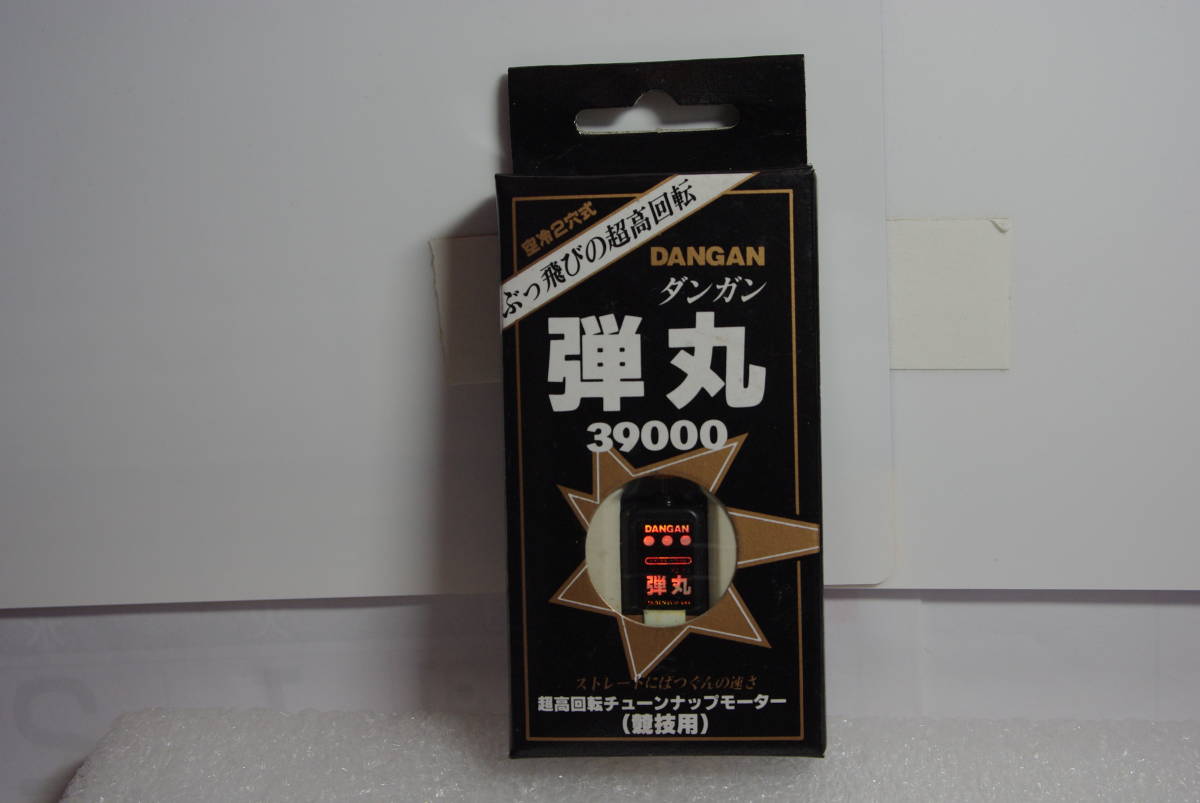 空冷2穴式
ぶっ飛びの超高回転
DANGAN
ダンガン
弾丸
39000
DANGAN
弾丸
ストレートにばつぐんの速さ
超高回転チューンナップモーター
(競技用)